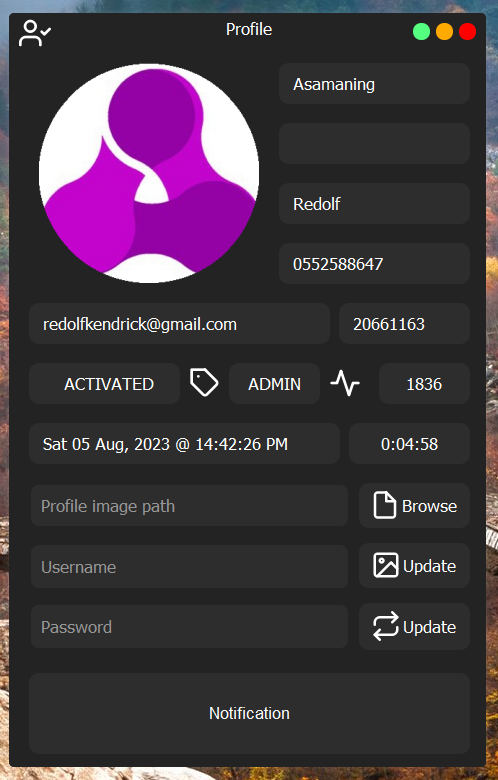 Profile
Asamaning
Redolf
0552588647
redolfkendrick@gmail.com 20661163
ACTIVATED ADMIN 1836
Sat 05 Aug, 2023 @ 14:42:26 PM 0:04:58
Profile image path Browse
Username Update
Password Update
Notification